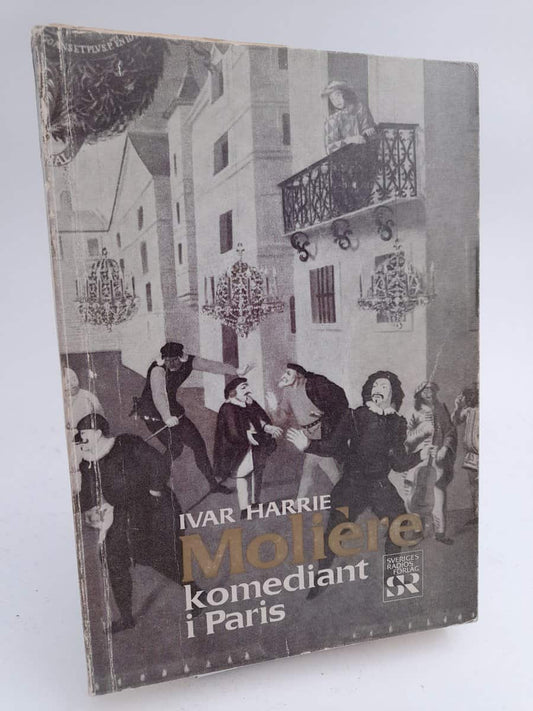 IVAR HARRIE
Molière
komediant
i Paris
SVERIGES
RADIOS
FÖRLAG
SR